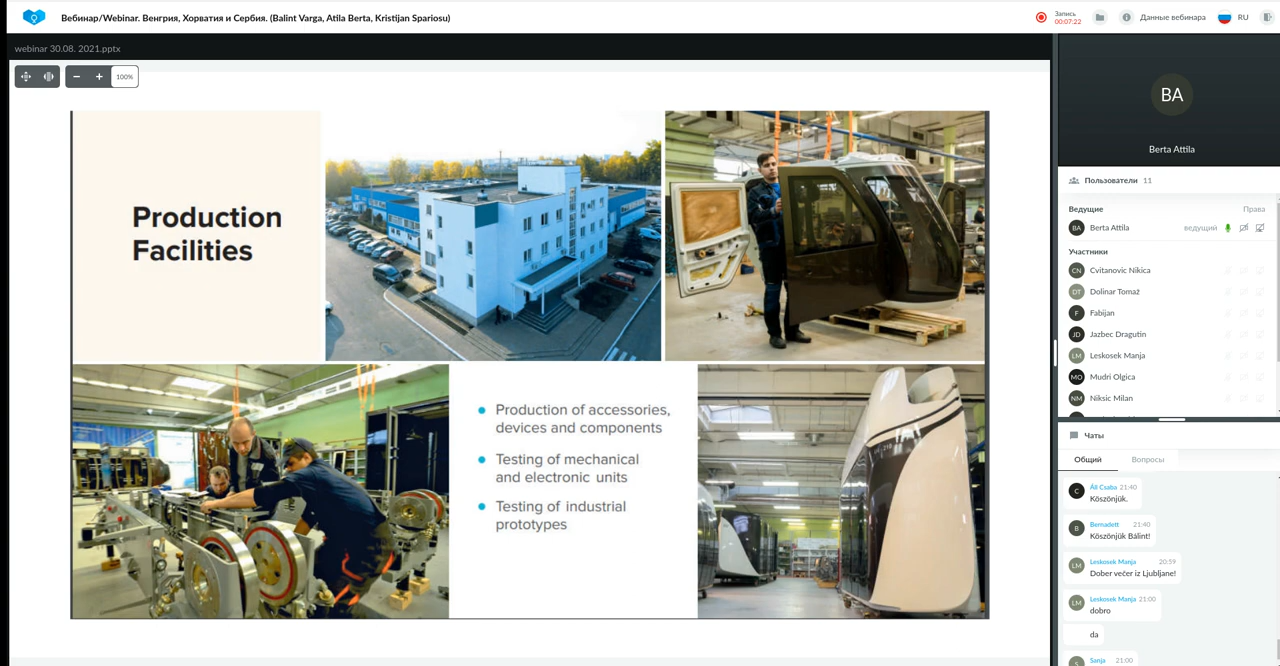 Вебинар/Webinar. Венгрия, Хорватия и Сербия. (Balint Varga, Atila Berta, Kristijan Spariosu)
Запись
00:07:22
Данные вебинара
RU
webinar 30.08. 2021.pptx
100%
Production
Facilities
Production of accessories,
devices and components
Testing of mechanical
and electronic units
Testing of industrial
prototypes
BA
Berta Attila
Пользователи 11
Ведущие Права
BA Berta Attila ведущий
Участники
CN Cvitanovic Nikica
DT Dolinar Tomaž
F Fabijan
JD Jazbec Dragutin
LM Leskosek Manja
MO Mudri Olgica
NM Niksic Milan
Чаты
Общий Вопросы
C Áll Csaba 21:40
Köszönjük.
B Bernadett 21:40
Köszönjük Bálint!
LM Leskosek Manja 20:59
Dober večer iz Ljubljane!
LM Leskosek Manja 21:00
dobro
da
S Sanja 21:00